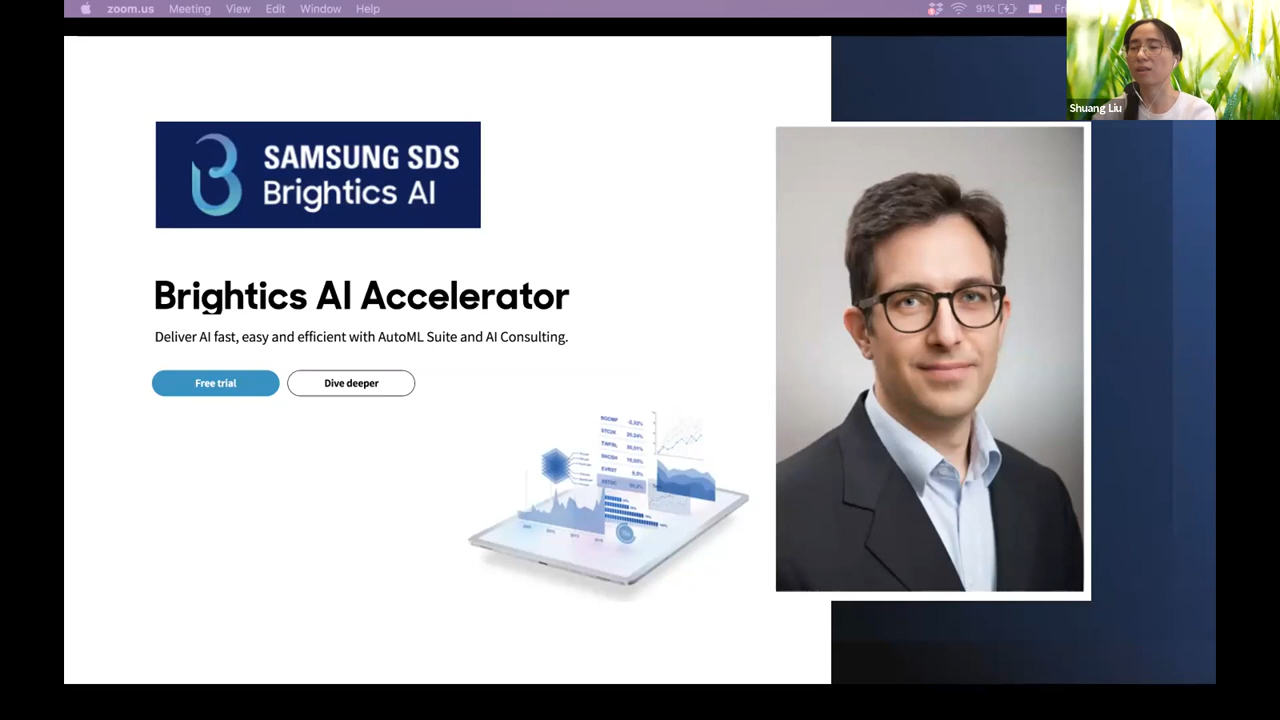 zoom.us Meeting View Edit Window Help
91%
Shuang Liu
SAMSUNG SDS
Brightics AI
Brightics AI Accelerator
Deliver AI fast, easy and efficient with AutoML Suite and AI Consulting.
Free trial
Dive deeper